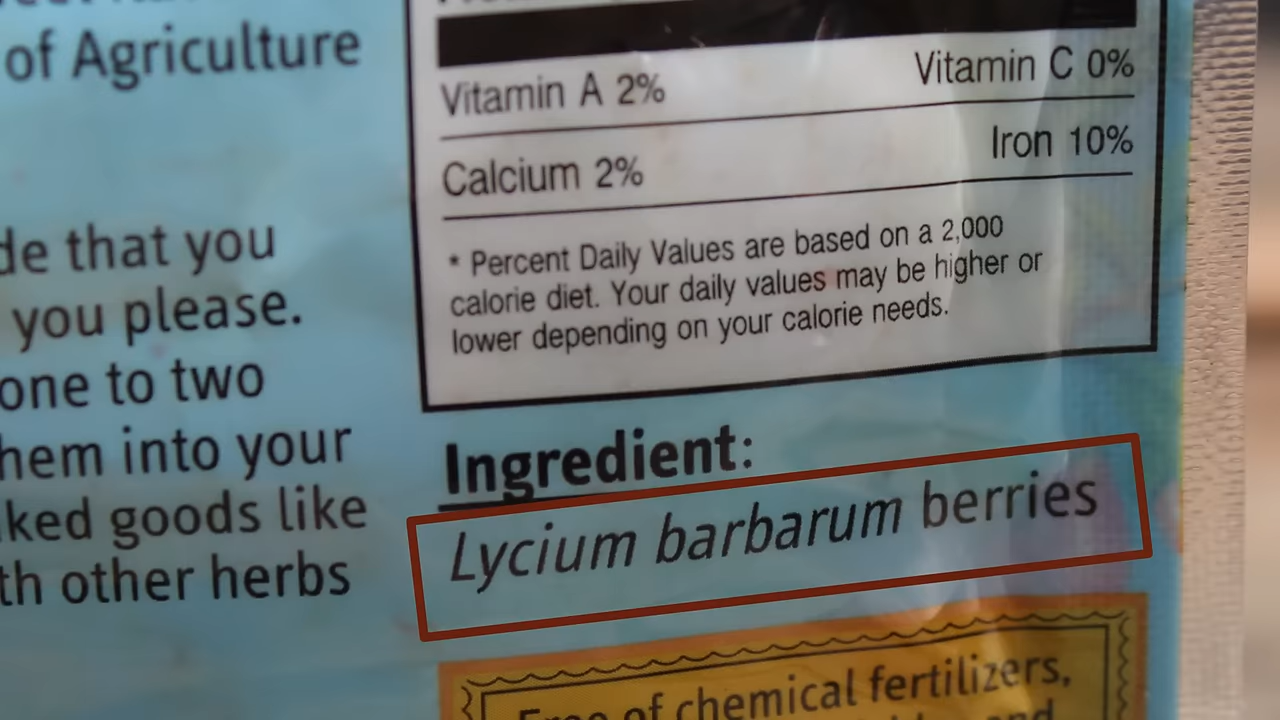 of Agriculture
de that you
you please.
one to two
hem into your
ked goods like
th other herbs
Vitamin A 2% Vitamin C 0%
Calcium 2% Iron 10%
* Percent Daily Values are based on a 2,000
calorie diet. Your daily values may be higher or
lower depending on your calorie needs.
Ingredient:
Lycium barbarum berries
Free of chemical fertilizers,
and